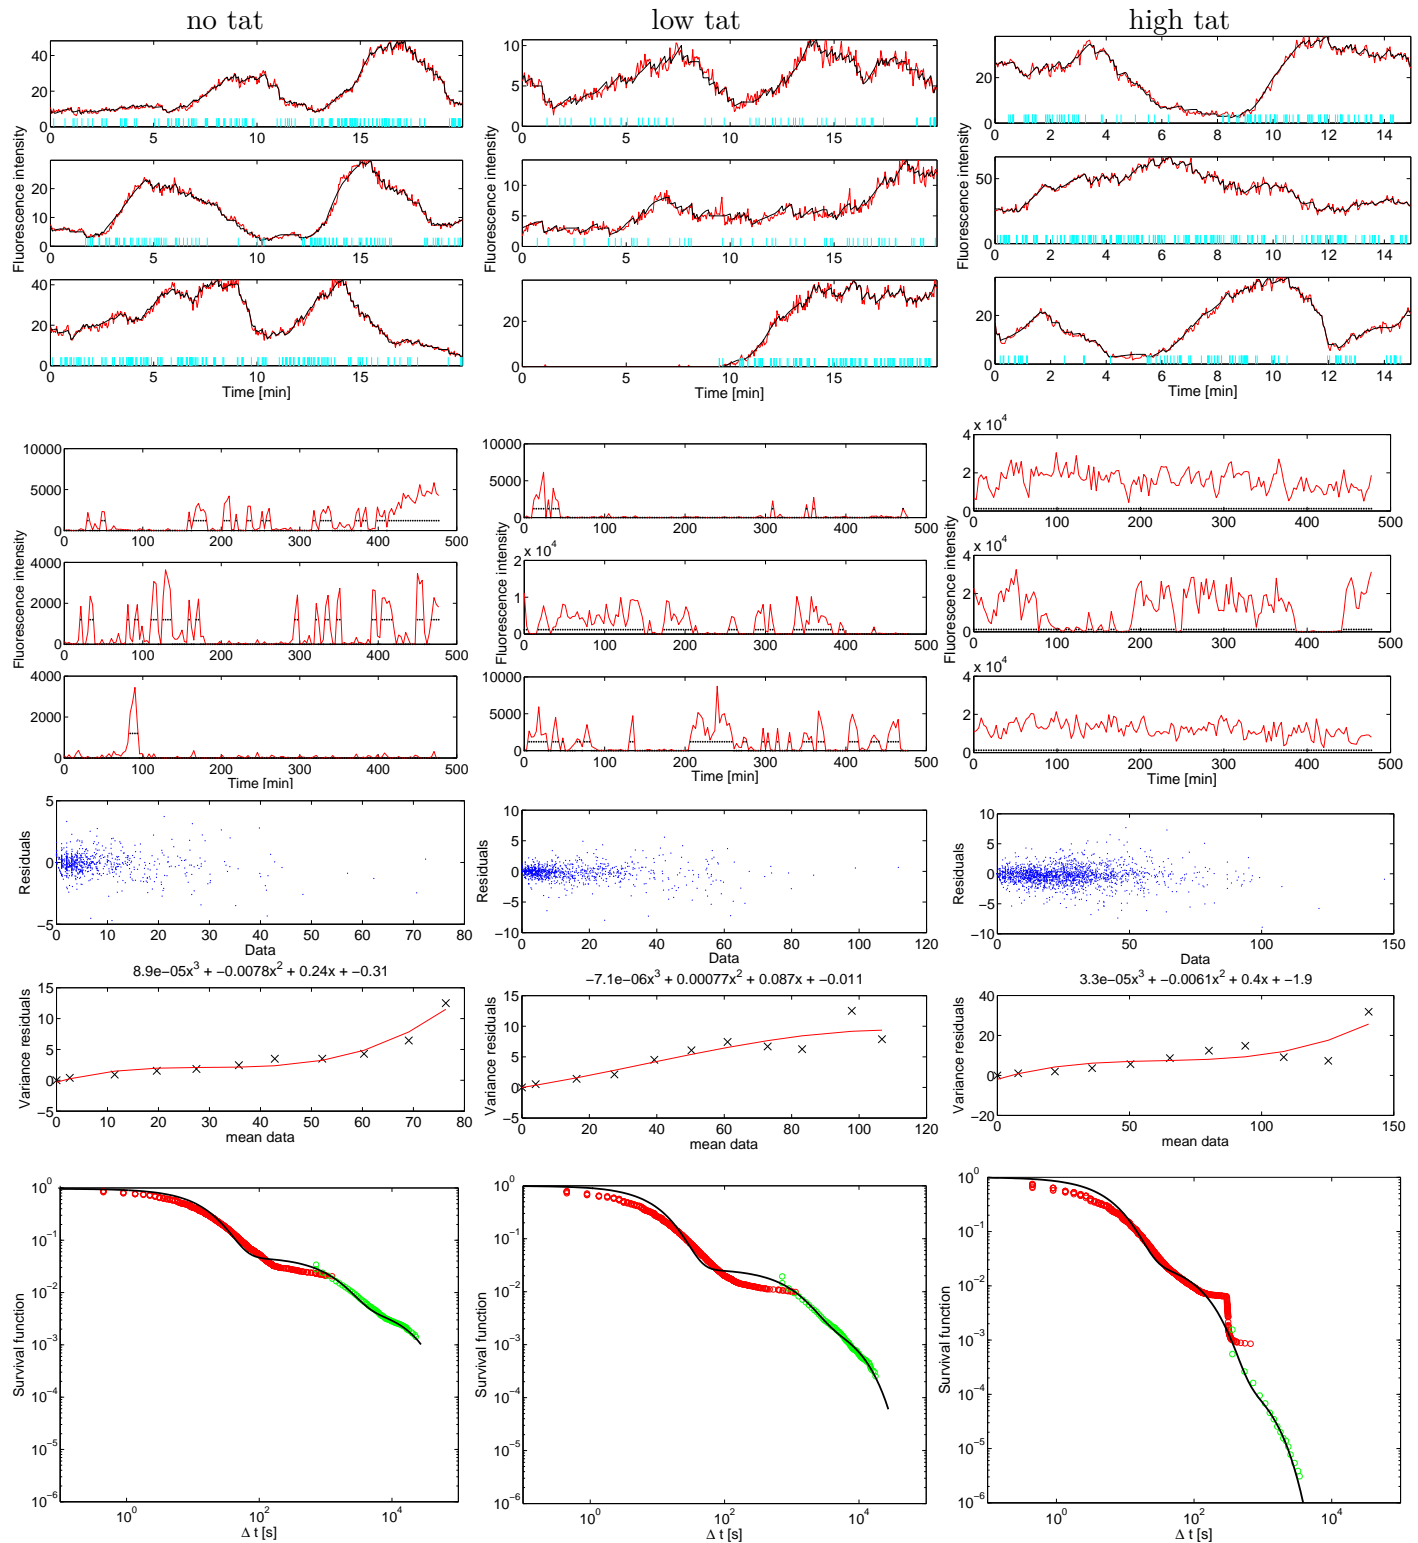 no tat
low tat
high tat
Fluorescence intensity
40
20
0
0 5 10 15
20
10
0
0 5 10 15
40
20
0
0 5 10 15
Time [min]
Fluorescence intensity
10
5
0
0 5 10 15
10
5
0
0 5 10 15
20
0
0 5 10 15
Time [min]
Fluorescence intensity
20
0
0 2 4 6 8 10 12 14
50
0
0 2 4 6 8 10 12 14
20
0
0 2 4 6 8 10 12 14
Time [min]
Fluorescence intensity
10000
5000
0
0 100 200 300 400 500
4000
2000
0
0 100 200 300 400 500
4000
2000
0
0 100 200 300 400 500
Time [min]
Fluorescence intensity
10000
5000
0
0 100 200 300 400 500
x 10^4
2
1
0
0 100 200 300 400 500
10000
5000
0
0 100 200 300 400 500
Time [min]
Fluorescence intensity
x 10^4
4
2
0
0 100 200 300 400 500
x 10^4
4
2
0
0 100 200 300 400 500
x 10^4
4
2
0
0 100 200 300 400 500
Time [min]
Residuals
5
0
−5
0 10 20 30 40 50 60 70 80
Data
Residuals
10
5
0
−5
−10
0 20 40 60 80 100 120
Data
Residuals
10
5
0
−5
−10
0 50 100 150
Data
8.9e−05x^3 + −0.0078x^2 + 0.24x + −0.31
Variance residuals
15
10
5
0
−5
0 10 20 30 40 50 60 70 80
mean data
−7.1e−06x^3 + 0.00077x^2 + 0.087x + −0.011
Variance residuals
15
10
5
0
−5
0 20 40 60 80 100 120
mean data
3.3e−05x^3 + −0.0061x^2 + 0.4x + −1.9
Variance residuals
40
20
0
−20
0 50 100 150
mean data
Survival function
10^0
10^−1
10^−2
10^−3
10^−4
10^−5
10^−6
10^0 10^2 10^4
Δ t [s]
Survival function
10^0
10^−1
10^−2
10^−3
10^−4
10^−5
10^−6
10^0 10^2 10^4
Δ t [s]
Survival function
10^0
10^−1
10^−2
10^−3
10^−4
10^−5
10^−6
10^0 10^2 10^4
Δ t [s]